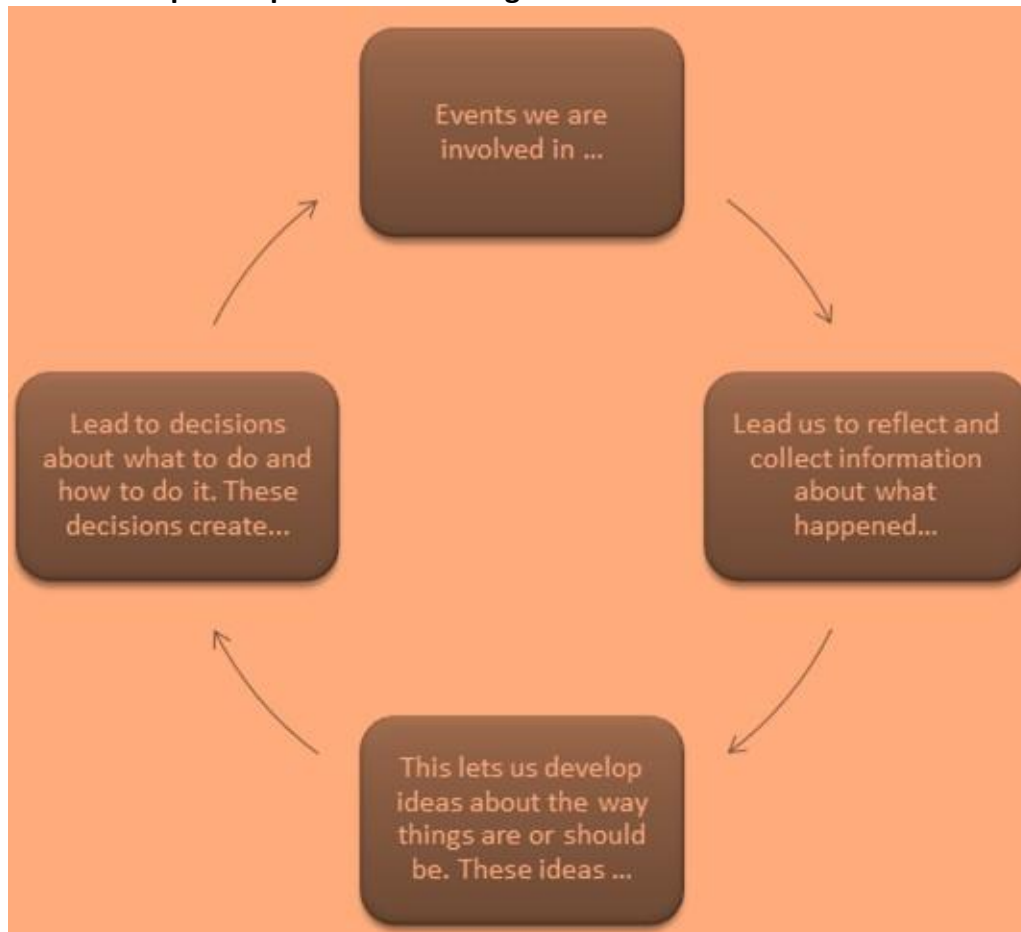 Events we are
involved in ...
Lead us to reflect and
collect information
about what
happened...
This lets us develop
ideas about the way
things are or should
be. These ideas ...
Lead to decisions
about what to do and
how to do it. These
decisions create...